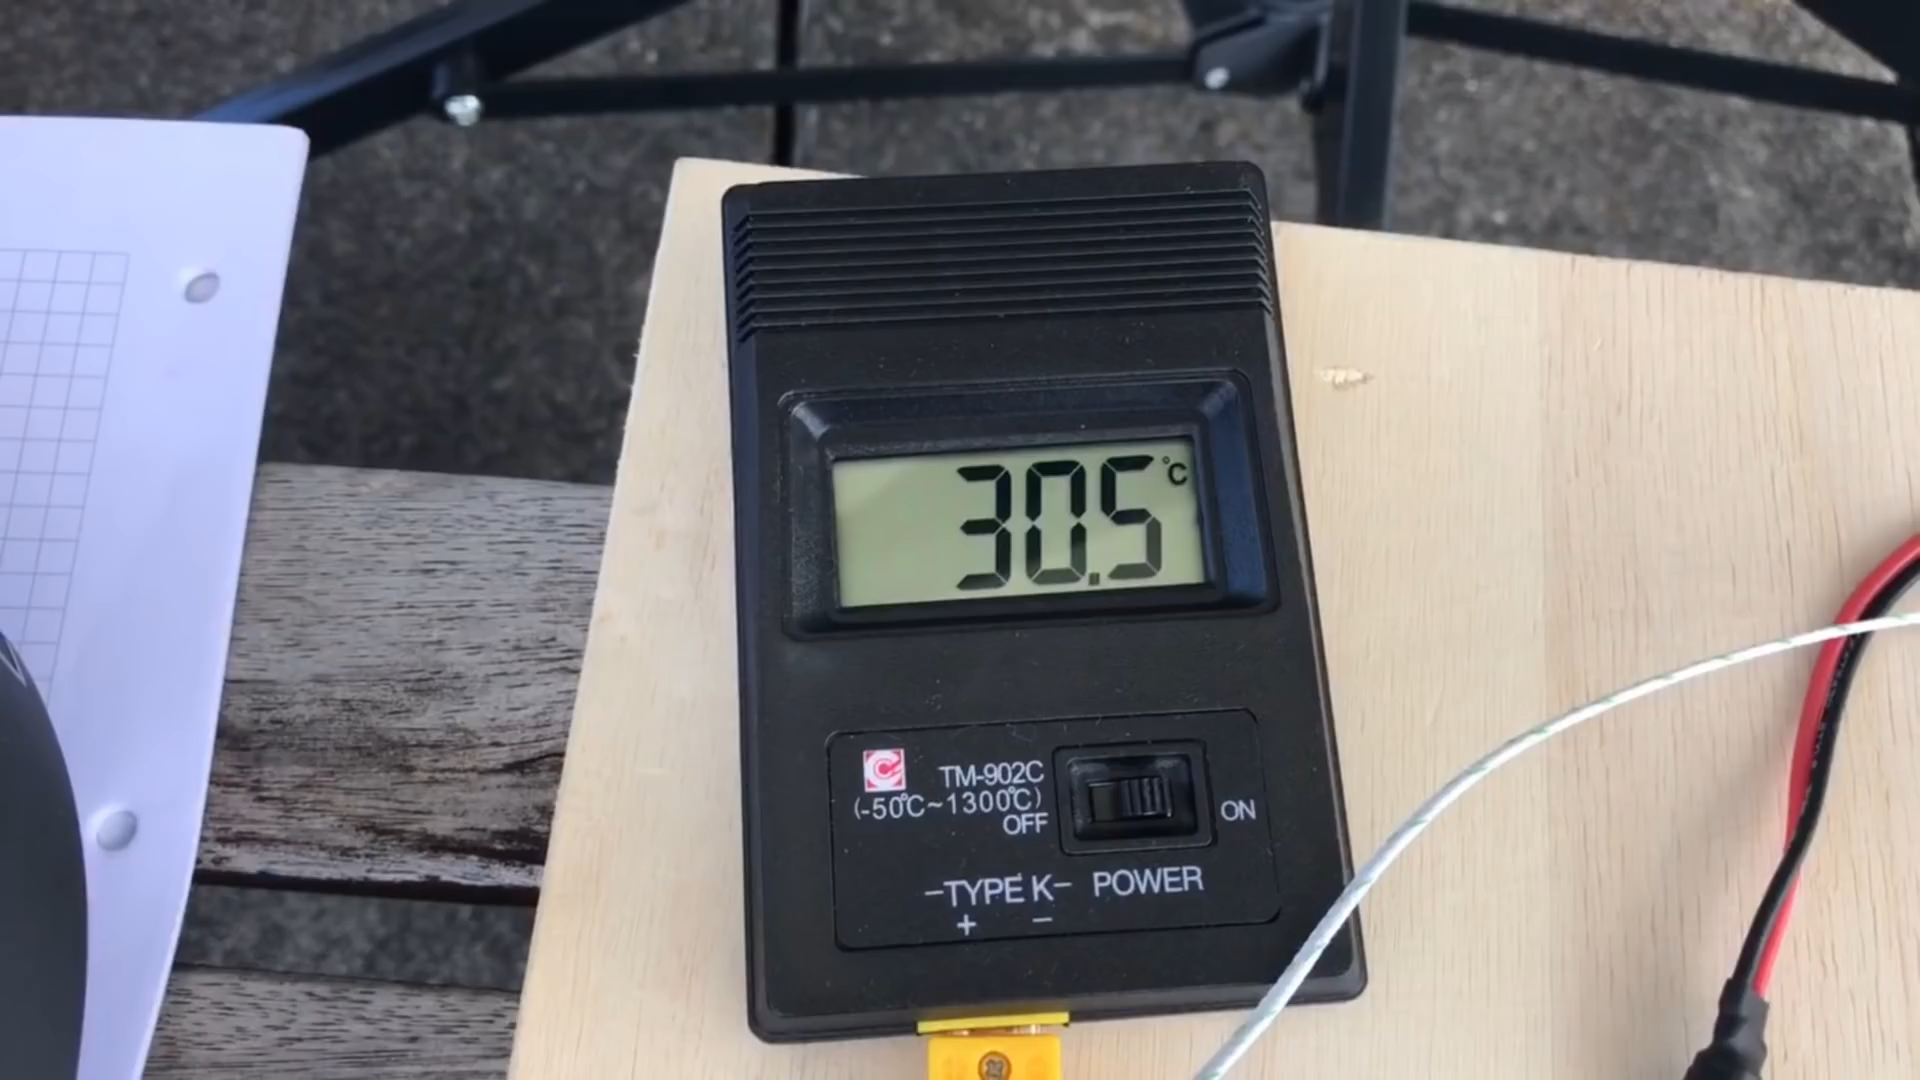 30.5 °C
TM-902C
(-50℃~1300℃)
OFF
ON
-TYPE K-
POWER
+ −